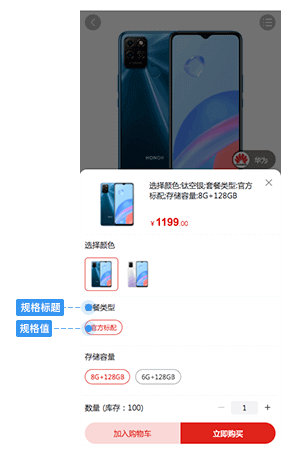 HONOR
华为
选择颜色:钛空银;套餐类型:官方
标配;存储容量:8G+128GB
¥1199.00
选择颜色
规格标题
餐类型
规格值
官方标配
存储容量
8G+128GB
6G+128GB
数量 (库存：100)
− 1 +
加入购物车
立即购买